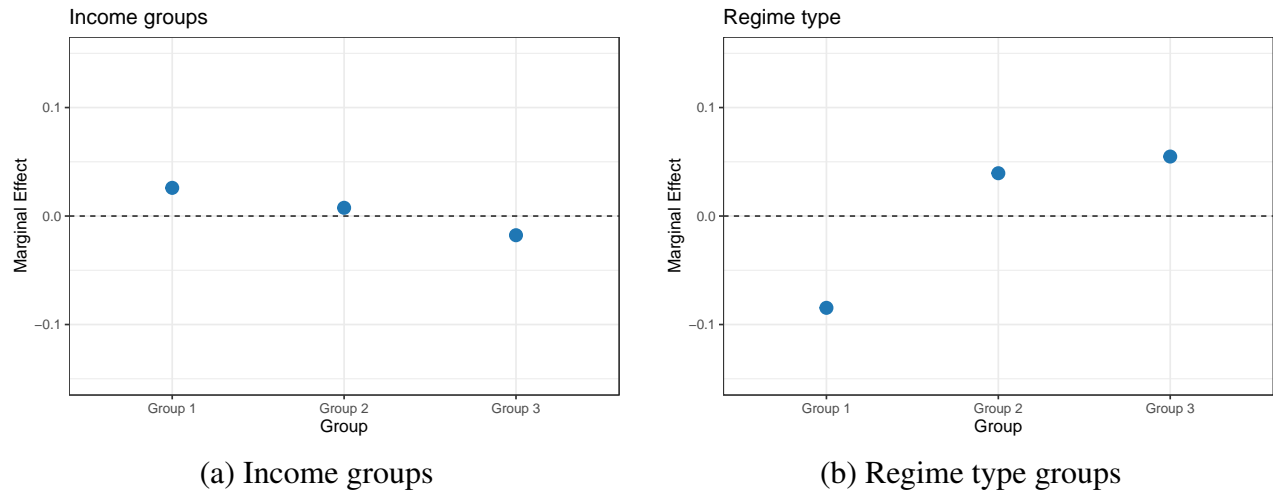 Income groups
Marginal Effect
0.1
0.0
−0.1
Group 1 Group 2 Group 3
Group
(a) Income groups
Regime type
Marginal Effect
0.1
0.0
−0.1
Group 1 Group 2 Group 3
Group
(b) Regime type groups